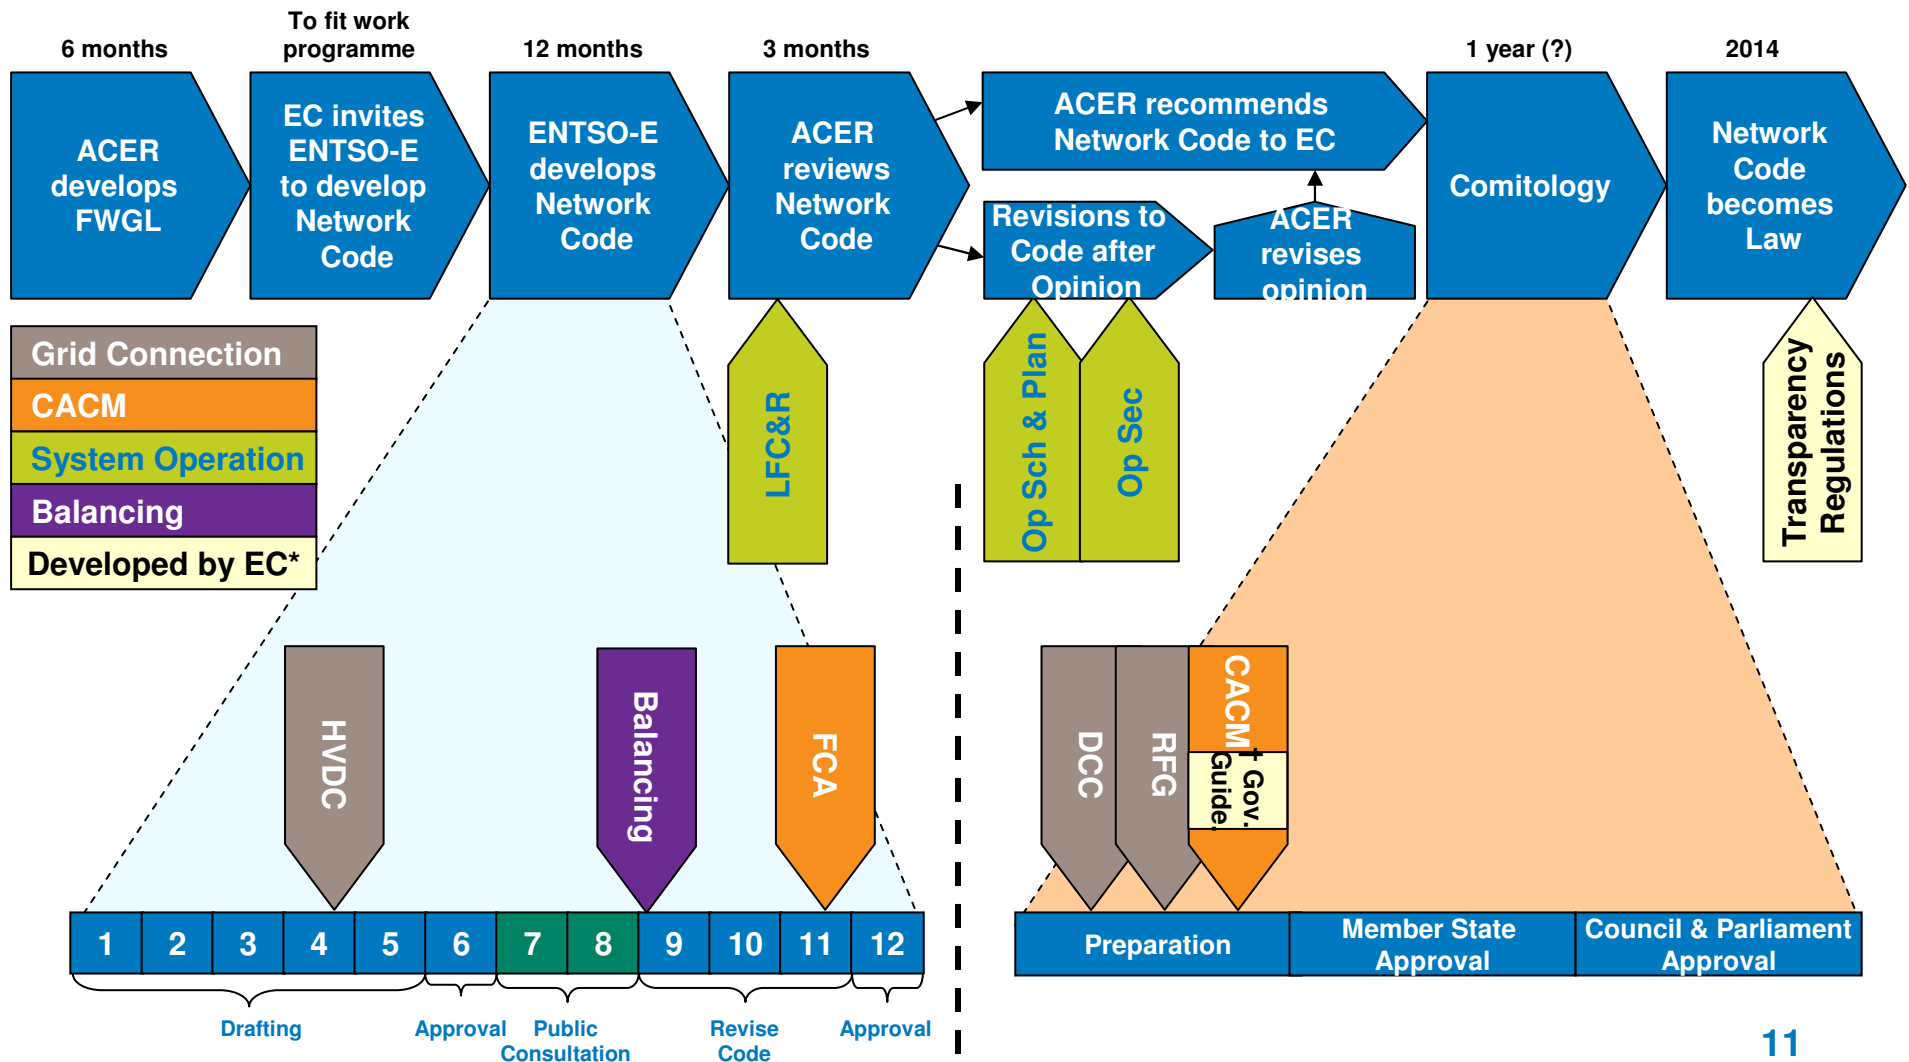 6 months
To fit work
programme
12 months
3 months
1 year (?)
2014
ACER
develops
FWGL
EC invites
ENTSO-E
to develop
Network
Code
ENTSO-E
develops
Network
Code
ACER
reviews
Network
Code
ACER recommends
Network Code to EC
Revisions to
Code after
Opinion
ACER
revises
opinion
Comitology
Network
Code
becomes
Law
Grid Connection
CACM
System Operation
Balancing
Developed by EC*
LFC&R
Op Sch & Plan
Op Sec
Transparency
Regulations
HVDC
Balancing
FCA
DCC
RFG
CACM
† Gov.
Guide.
1 2 3 4 5 6 7 8 9 10 11 12
Drafting
Approval
Public
Consultation
Revise
Code
Approval
Preparation
Member State
Approval
Council & Parliament
Approval
11